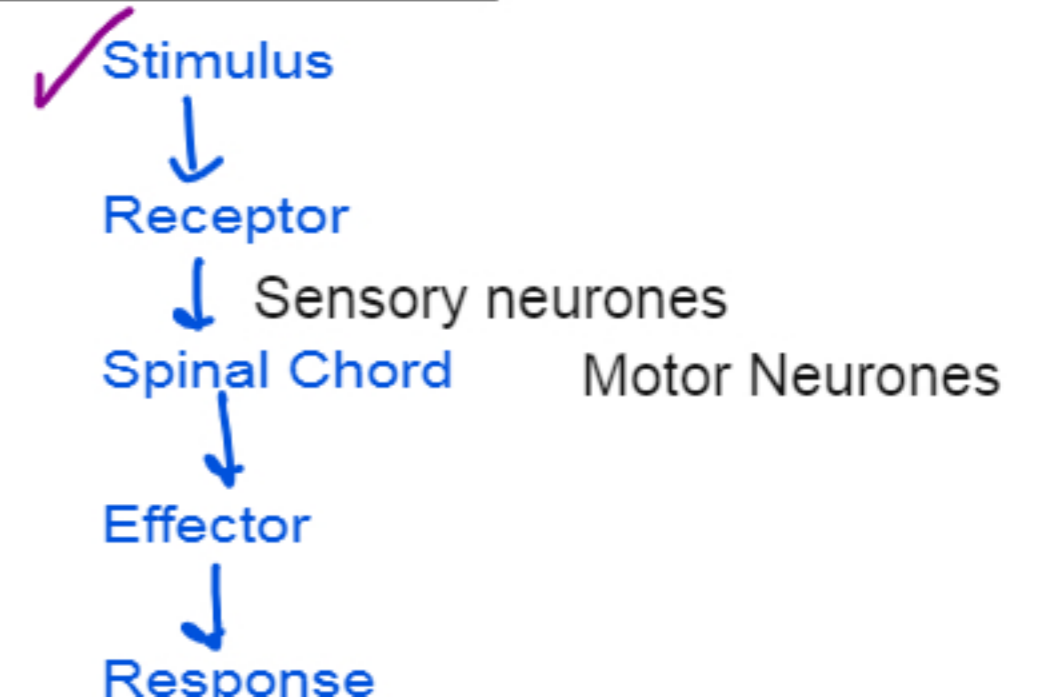 Stimulus
Receptor
Sensory neurones
Spinal Chord Motor Neurones
Effector
Response